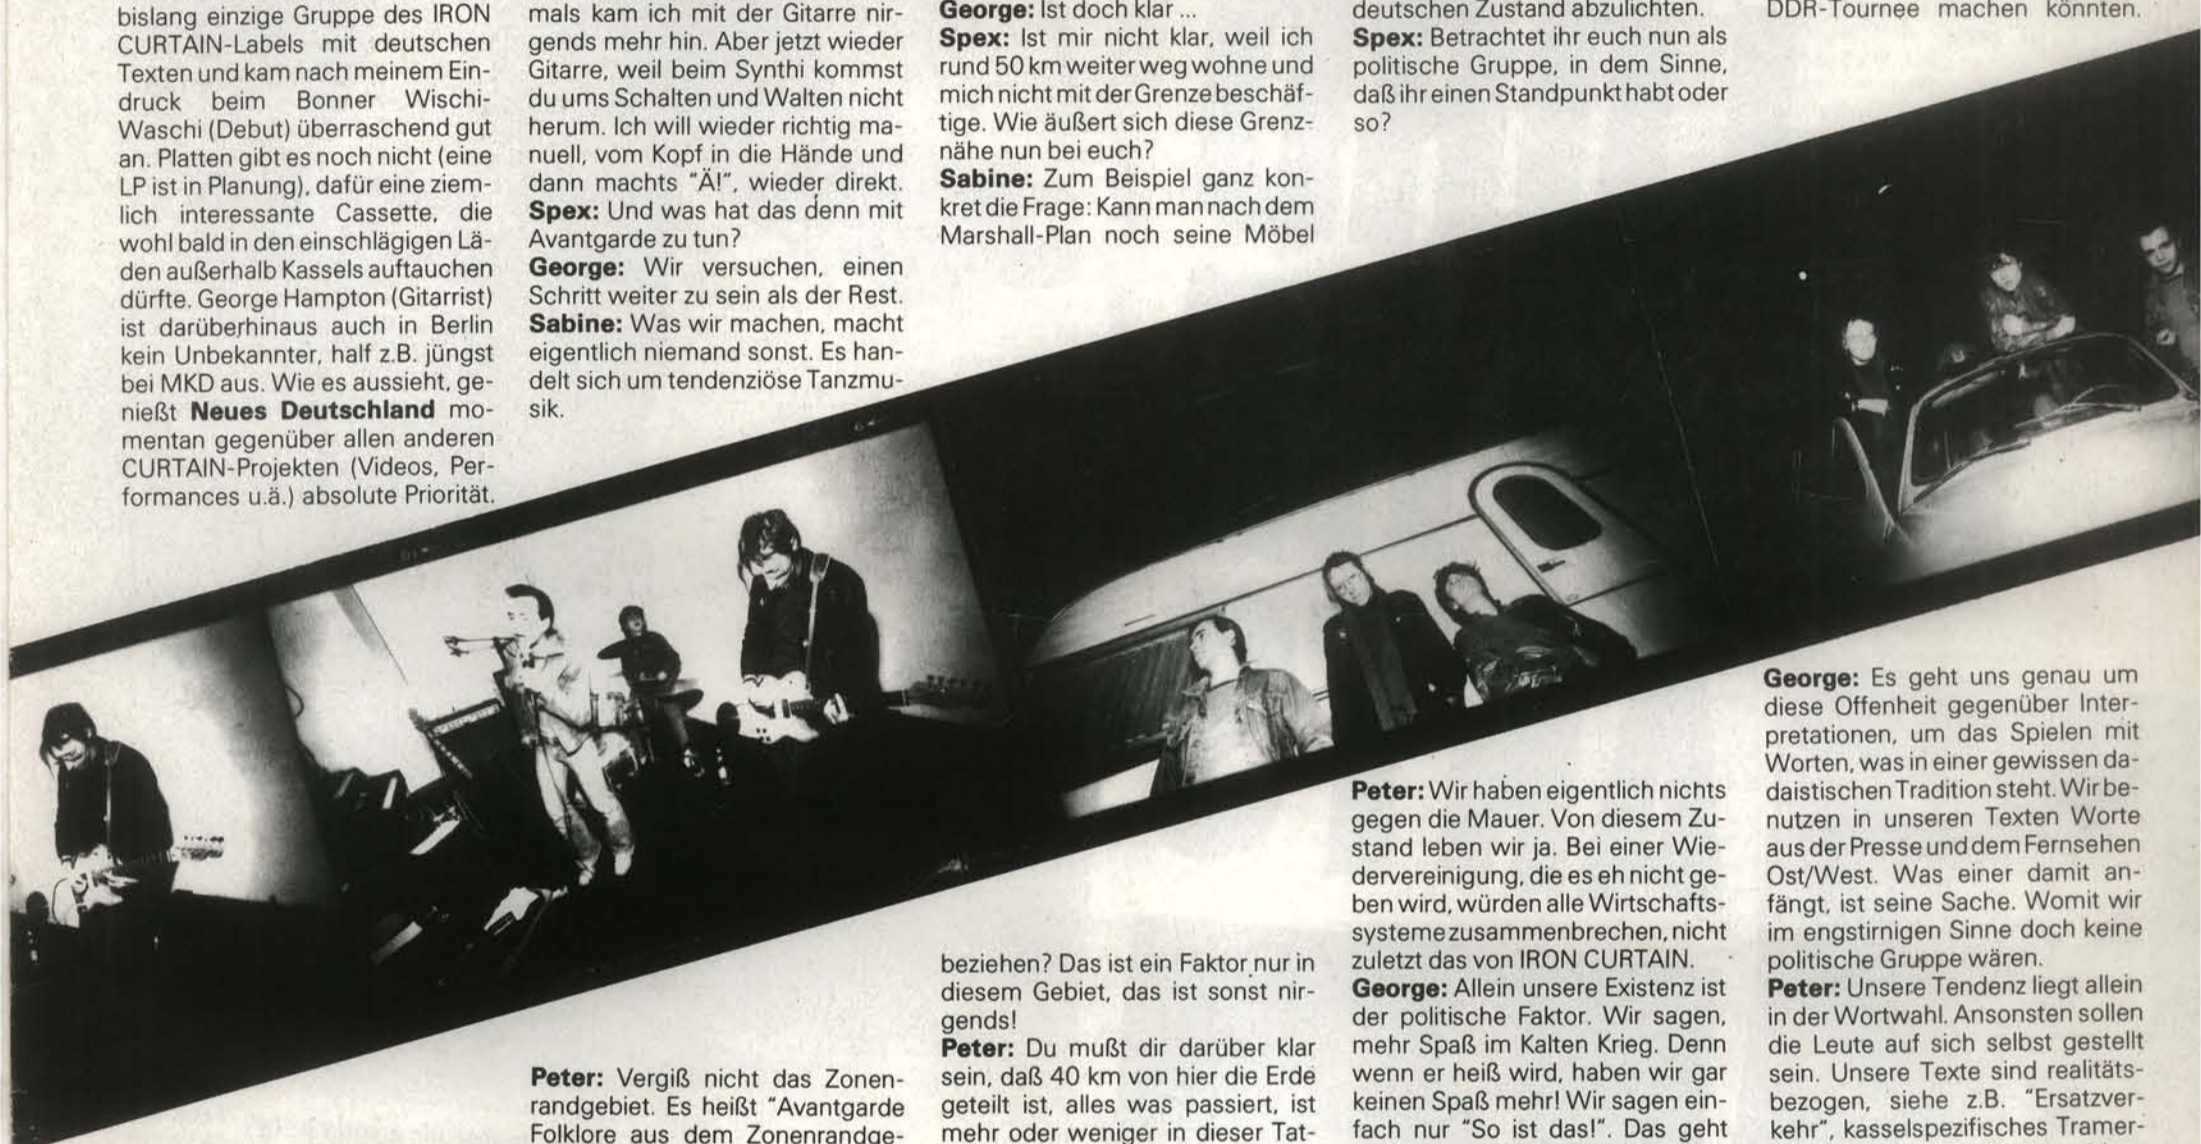 bislang einzige Gruppe des IRON
CURTAIN-Labels mit deutschen
Texten und kam nach meinem Ein-
druck beim Bonner Wischi-
Waschi (Debut) überraschend gut
an. Platten gibt es noch nicht (eine
LP ist in Planung), dafür eine ziem-
lich interessante Cassette, die
wohl bald in den einschlägigen Lä-
den außerhalb Kassels auftauchen
dürfte. George Hampton (Gitarrist)
ist darüberhinaus auch in Berlin
kein Unbekannter, half z.B. jüngst
bei MKD aus. Wie es aussieht, ge-
nießt Neues Deutschland mo-
mentan gegenüber allen anderen
CURTAIN-Projekten (Videos, Per-
formances u.ä.) absolute Priorität.
mals kam ich mit der Gitarre nir-
gends mehr hin. Aber jetzt wieder
Gitarre, weil beim Synthi kommst
du ums Schalten und Walten nicht
herum. Ich will wieder richtig ma-
nuell, vom Kopf in die Hände und
dann machts "Ä!", wieder direkt.
Spex: Und was hat das denn mit
Avantgarde zu tun?
George: Wir versuchen, einen
Schritt weiter zu sein als der Rest.
Sabine: Was wir machen, macht
eigentlich niemand sonst. Es han-
delt sich um tendenziöse Tanzmu-
sik.
Peter: Vergiß nicht das Zonen-
randgebiet. Es heißt "Avantgarde
Folklore aus dem Zonenrandge-
George: Ist doch klar ...
Spex: Ist mir nicht klar, weil ich
rund 50 km weiter weg wohne und
mich nicht mit der Grenze beschäf-
tige. Wie äußert sich diese Grenz-
nähe nun bei euch?
Sabine: Zum Beispiel ganz kon-
kret die Frage: Kann man nach dem
Marshall-Plan noch seine Möbel
beziehen? Das ist ein Faktor nur in
diesem Gebiet, das ist sonst nir-
gends!
Peter: Du mußt dir darüber klar
sein, daß 40 km von hier die Erde
geteilt ist, alles was passiert, ist
mehr oder weniger in dieser Tat-
deutschen Zustand abzulichten.
Spex: Betrachtet ihr euch nun als
politische Gruppe, in dem Sinne,
daß ihr einen Standpunkt habt oder
so?
Peter: Wir haben eigentlich nichts
gegen die Mauer. Von diesem Zu-
stand leben wir ja. Bei einer Wie-
dervereinigung, die es eh nicht ge-
ben wird, würden alle Wirtschafts-
systeme zusammenbrechen, nicht
zuletzt das von IRON CURTAIN.
George: Allein unsere Existenz ist
der politische Faktor. Wir sagen,
mehr Spaß im Kalten Krieg. Denn
wenn er heiß wird, haben wir gar
keinen Spaß mehr! Wir sagen ein-
fach nur "So ist das!". Das geht
DDR-Tournee machen könnten.
George: Es geht uns genau um
diese Offenheit gegenüber Inter-
pretationen, um das Spielen mit
Worten, was in einer gewissen da-
daistischen Tradition steht. Wir be-
nutzen in unseren Texten Worte
aus der Presse und dem Fernsehen
Ost/West. Was einer damit an-
fängt, ist seine Sache. Womit wir
im engstirnigen Sinne doch keine
politische Gruppe wären.
Peter: Unsere Tendenz liegt allein
in der Wortwahl. Ansonsten sollen
die Leute auf sich selbst gestellt
sein. Unsere Texte sind realitäts-
bezogen, siehe z.B. "Ersatzver-
kehr", kasselspezifisches Tramer-